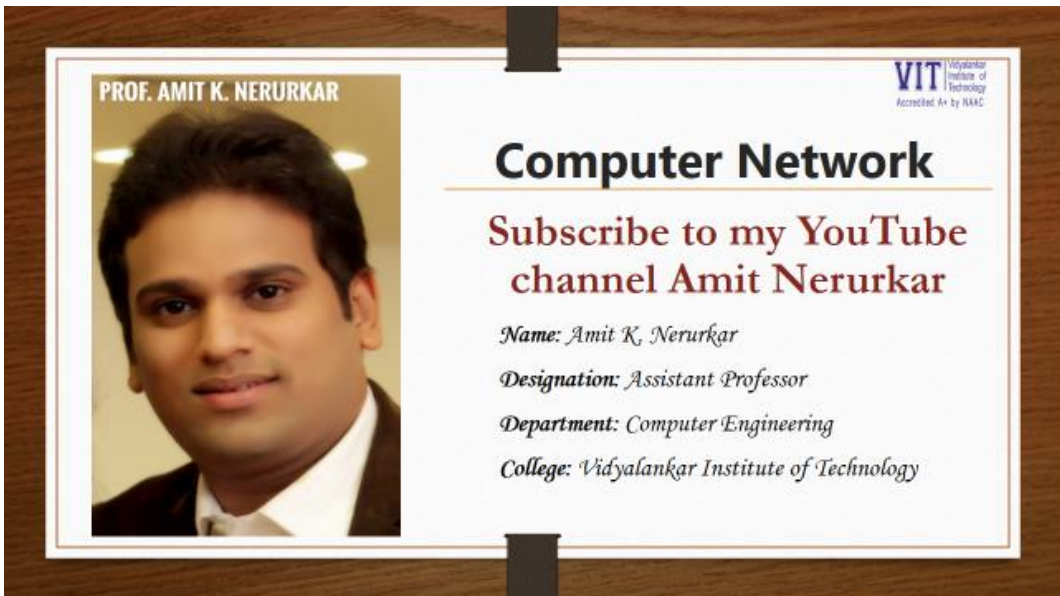 PROF. AMIT K. NERURKAR
VIT
Vidyalankar
Institute of
Technology
Accredited A+ by NAAC
Computer Network
Subscribe to my YouTube
channel Amit Nerurkar
Name: Amit K. Nerurkar
Designation: Assistant Professor
Department: Computer Engineering
College: Vidyalankar Institute of Technology